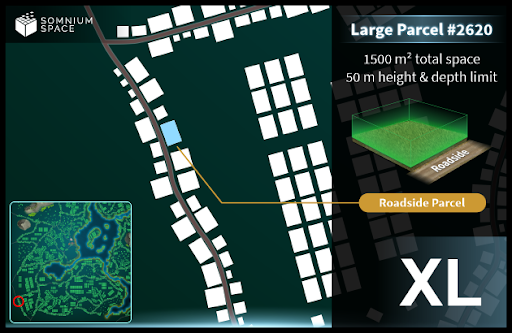 SOMNIUM
SPACE
Large Parcel #2620
1500 m² total space
50 m height & depth limit
Roadside
Roadside Parcel
XL